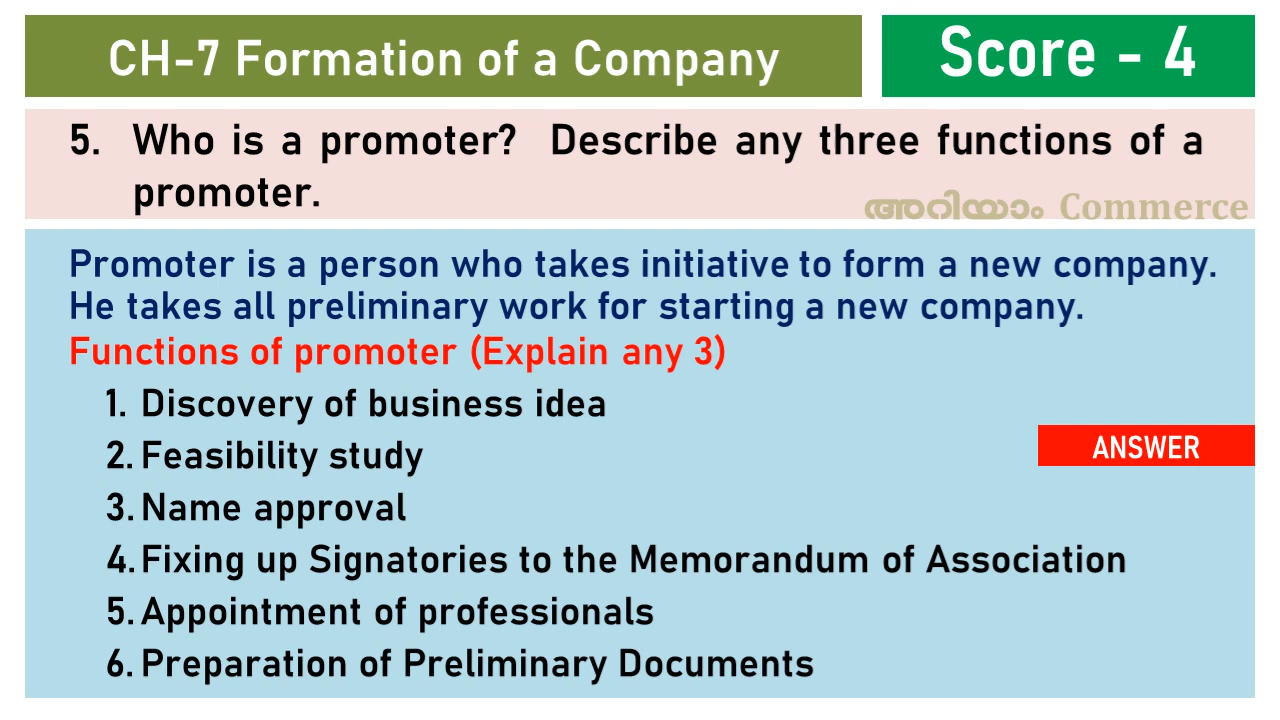 CH-7 Formation of a Company
Score - 4
5. Who is a promoter? Describe any three functions of a
promoter.
അറിയാം Commerce
Promoter is a person who takes initiative to form a new company.
He takes all preliminary work for starting a new company.
Functions of promoter (Explain any 3)
1. Discovery of business idea
2. Feasibility study
ANSWER
3. Name approval
4. Fixing up Signatories to the Memorandum of Association
5. Appointment of professionals
6. Preparation of Preliminary Documents